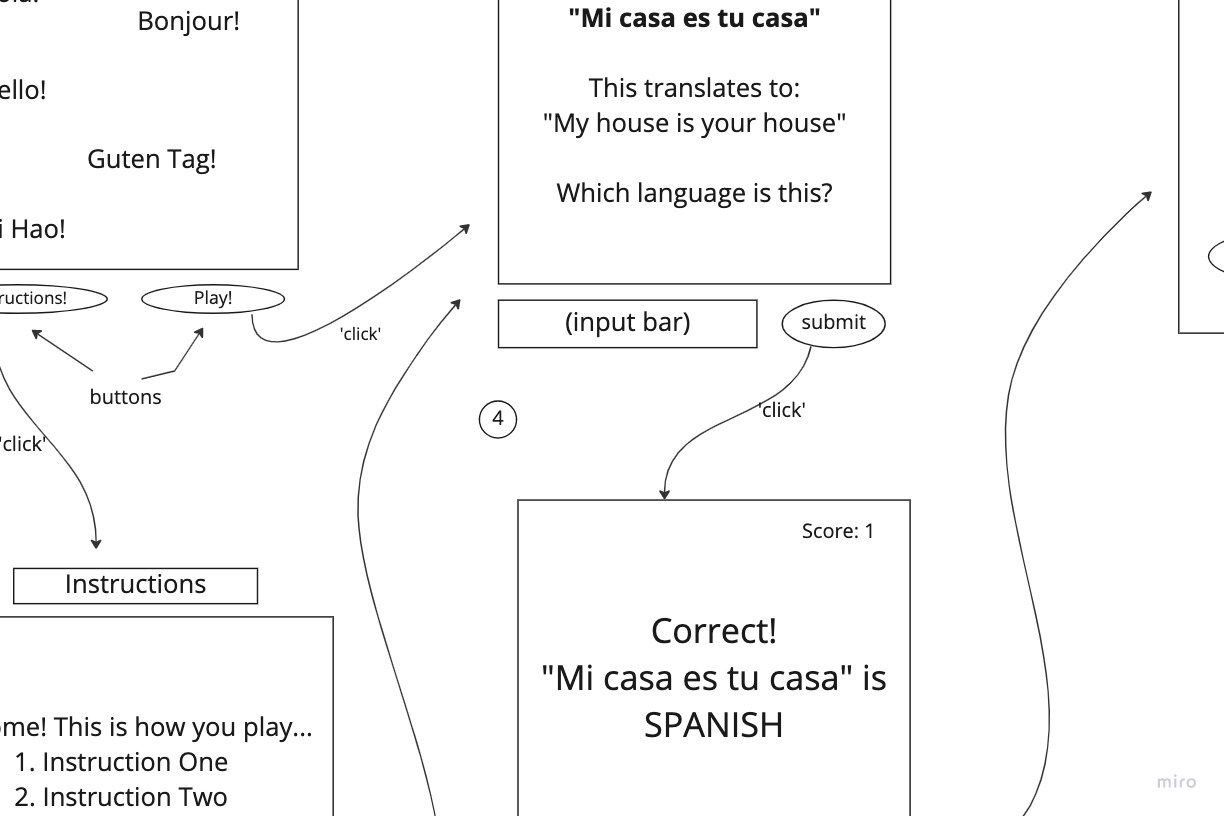 Bonjour!
ello!
Guten Tag!
i Hao!
ructions!
Play!
'click'
buttons
'click'
Instructions
ome! This is how you play...
1. Instruction One
2. Instruction Two
"Mi casa es tu casa"
This translates to:
"My house is your house"
Which language is this?
(input bar)
submit
4
'click'
Score: 1
Correct!
"Mi casa es tu casa" is
SPANISH
miro